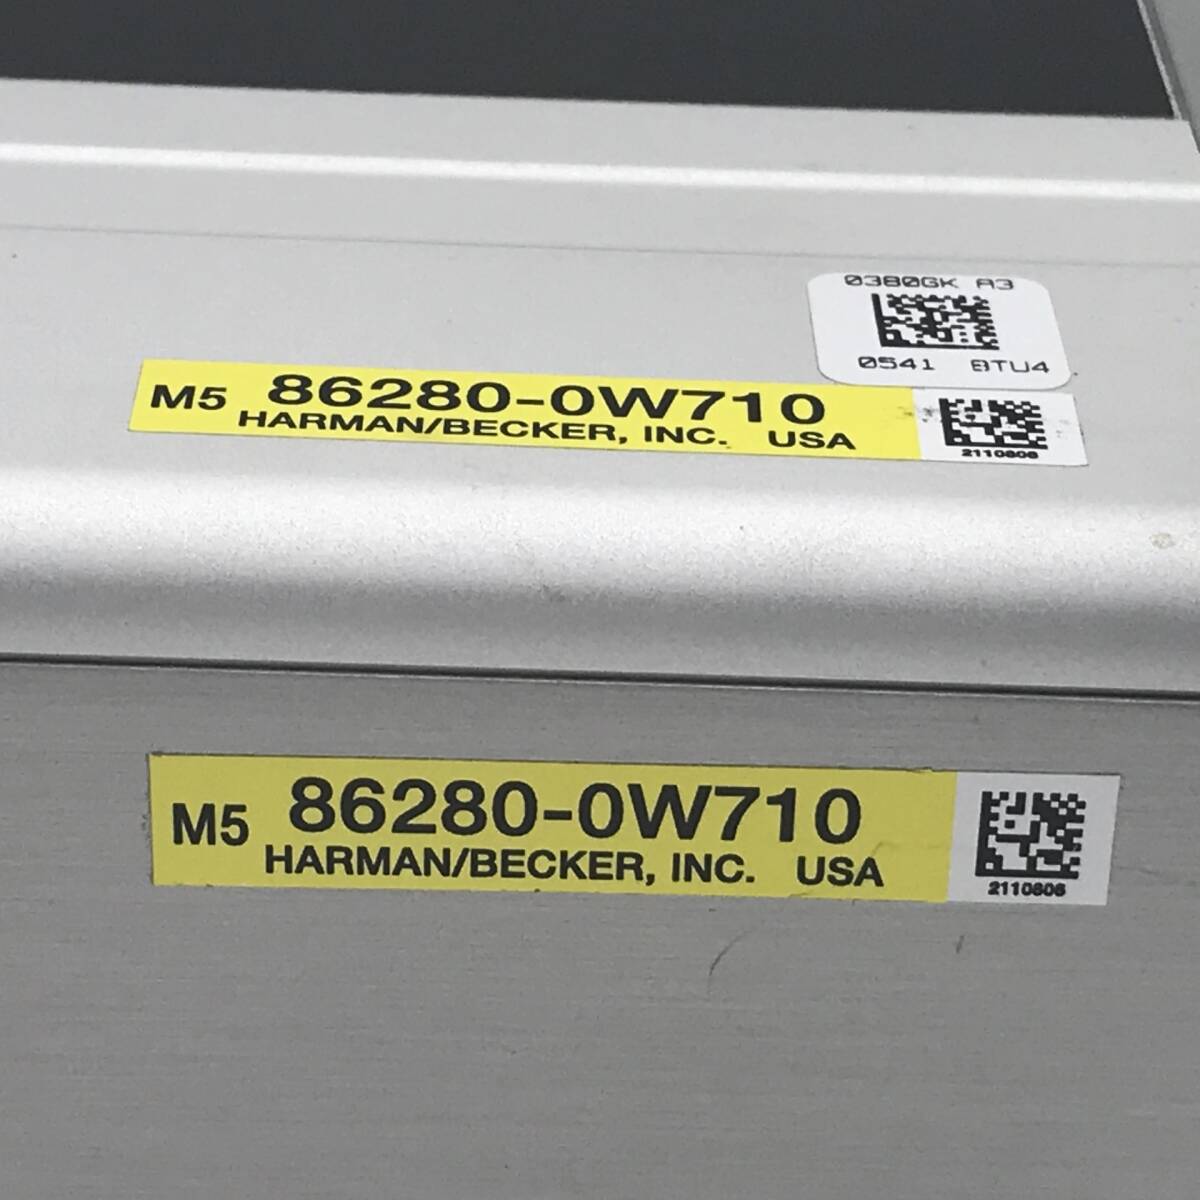 0380GK A3
0541 8TU4
M5 86280-0W710
HARMAN/BECKER, INC. USA
2110806
M5 86280-0W710
HARMAN/BECKER, INC. USA
2110806